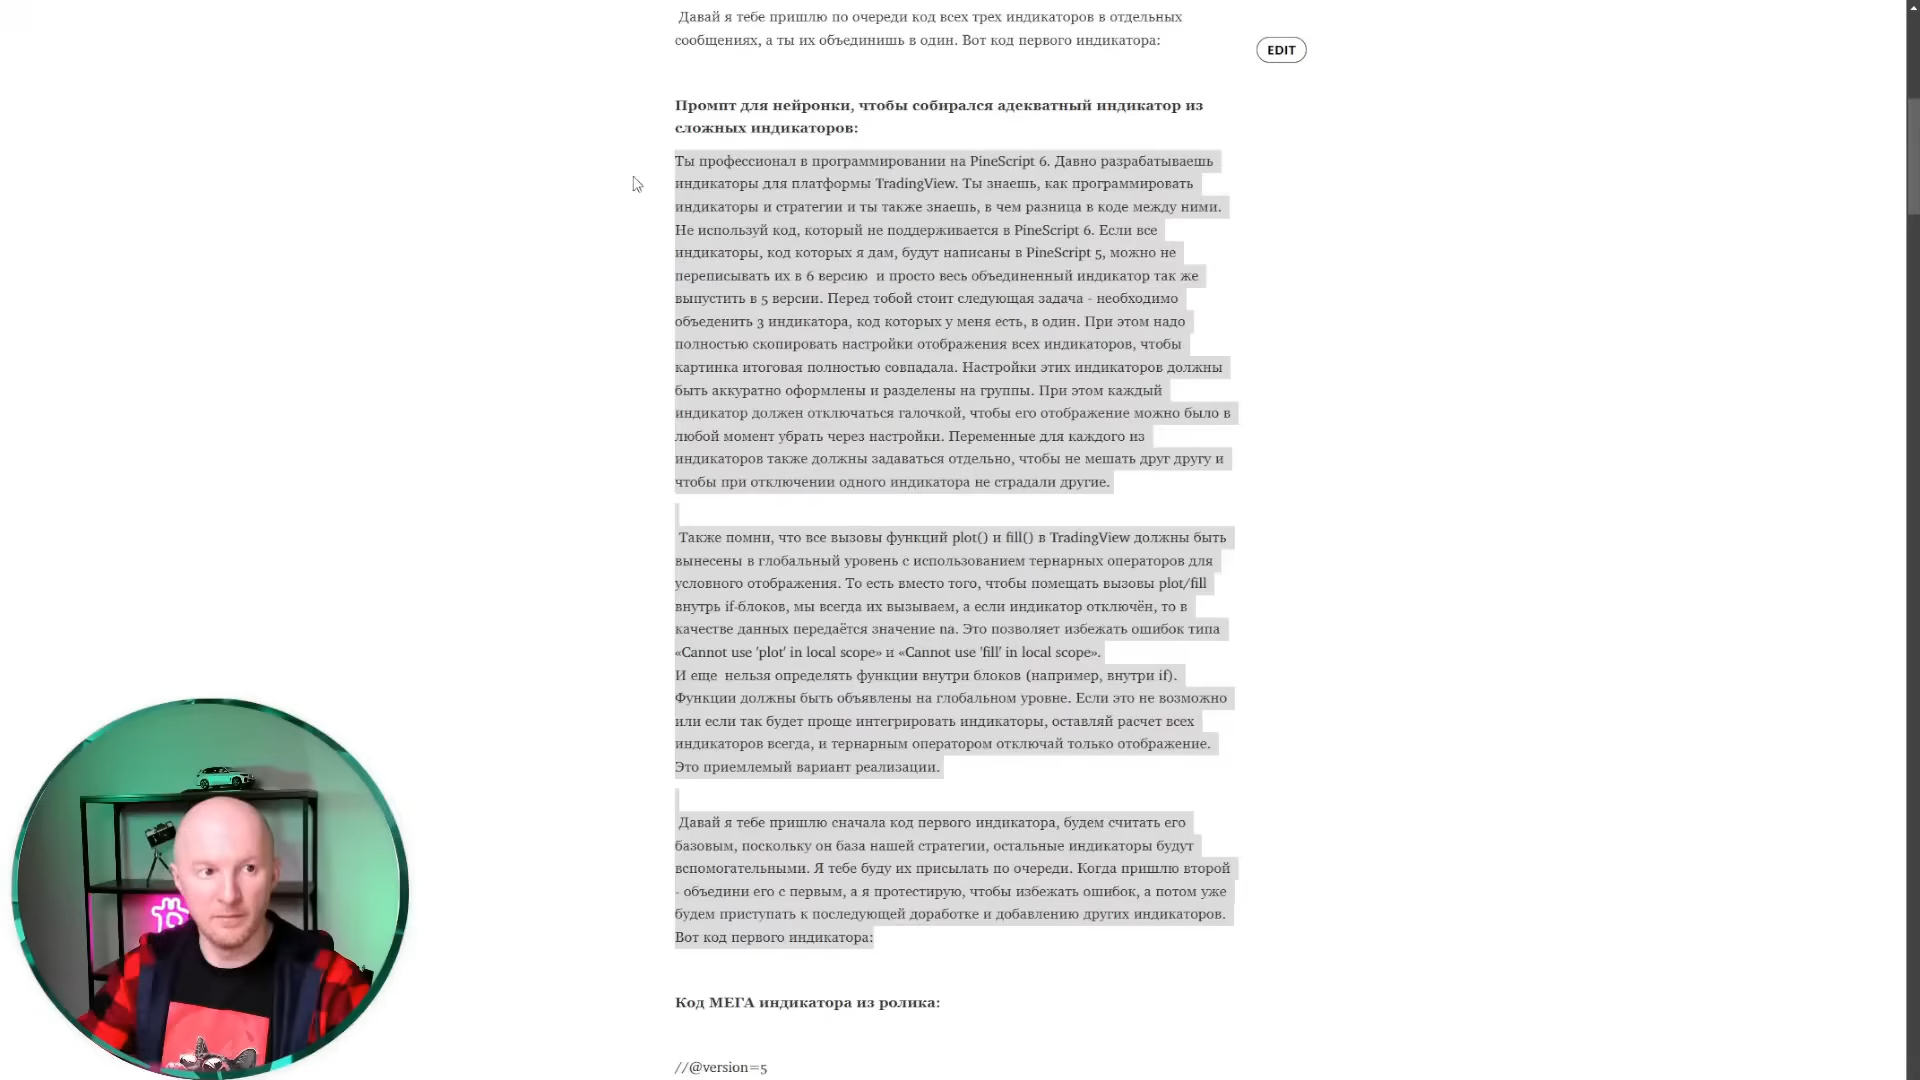 Давай я тебе пришлю по очереди код всех трех индикаторов в отдельных
сообщениях, а ты их объединишь в один. Вот код первого индикатора:
EDIT
Промпт для нейронки, чтобы собирался адекватный индикатор из
сложных индикаторов:
Ты профессионал в программировании на PineScript 6. Давно разрабатываешь
индикаторы для платформы TradingView. Ты знаешь, как программировать
индикаторы и стратегии и ты также знаешь, в чем разница в коде между ними.
Не используй код, который не поддерживается в PineScript 6. Если все
индикаторы, код которых я дам, будут написаны в PineScript 5, можно не
переписывать их в 6 версию  и просто весь объединенный индикатор так же
выпустить в 5 версии. Перед тобой стоит следующая задача - необходимо
объеденить 3 индикатора, код которых у меня есть, в один. При этом надо
полностью скопировать настройки отображения всех индикаторов, чтобы
картинка итоговая полностью совпадала. Настройки этих индикаторов должны
быть аккуратно оформлены и разделены на группы. При этом каждый
индикатор должен отключаться галочкой, чтобы его отображение можно было в
любой момент убрать через настройки. Переменные для каждого из
индикаторов также должны задаваться отдельно, чтобы не мешать друг другу и
чтобы при отключении одного индикатора не страдали другие.
Также помни, что все вызовы функций plot() и fill() в TradingView должны быть
вынесены в глобальный уровень с использованием тернарных операторов для
условного отображения. То есть вместо того, чтобы помещать вызовы plot/fill
внутрь if-блоков, мы всегда их вызываем, а если индикатор отключён, то в
качестве данных передаётся значение na. Это позволяет избежать ошибок типа
«Cannot use 'plot' in local scope» и «Cannot use 'fill' in local scope».
И еще  нельзя определять функции внутри блоков (например, внутри if).
Функции должны быть объявлены на глобальном уровне. Если это не возможно
или если так будет проще интегрировать индикаторы, оставляй расчет всех
индикаторов всегда, и тернарным оператором отключай только отображение.
Это приемлемый вариант реализации.
Давай я тебе пришлю сначала код первого индикатора, будем считать его
базовым, поскольку он база нашей стратегии, остальные индикаторы будут
вспомогательными. Я тебе буду их присылать по очереди. Когда пришлю второй
- объедини его с первым, а я протестирую, чтобы избежать ошибок, а потом уже
будем приступать к последующей доработке и добавлению других индикаторов.
Вот код первого индикатора:
Код МЕГА индикатора из ролика:
//@version=5